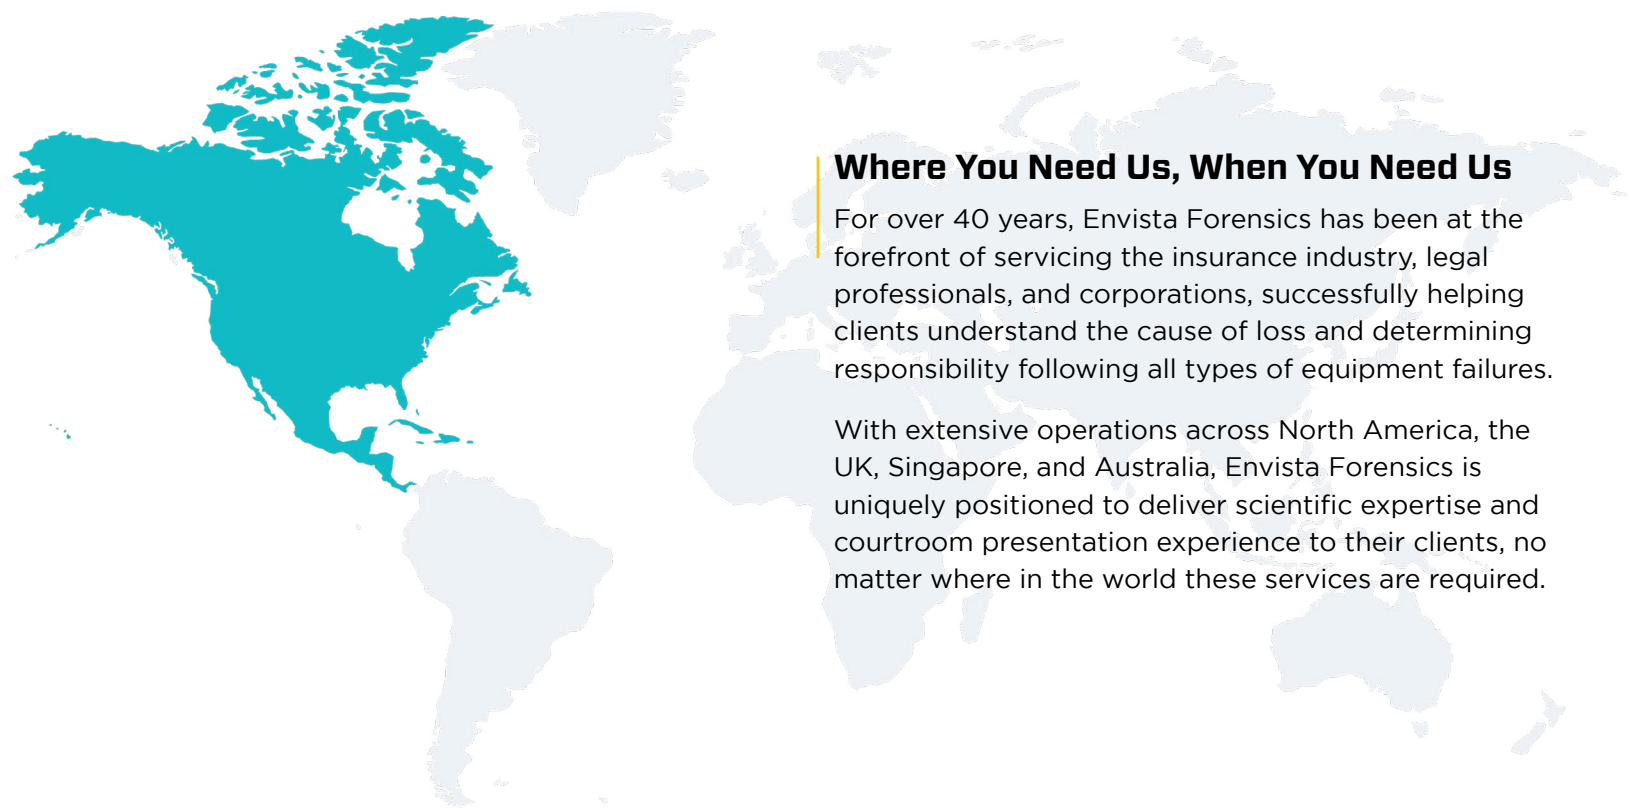 Where You Need Us, When You Need Us
For over 40 years, Envista Forensics has been at the
forefront of servicing the insurance industry, legal
professionals, and corporations, successfully helping
clients understand the cause of loss and determining
responsibility following all types of equipment failures.
With extensive operations across North America, the
UK, Singapore, and Australia, Envista Forensics is
uniquely positioned to deliver scientific expertise and
courtroom presentation experience to their clients, no
matter where in the world these services are required.